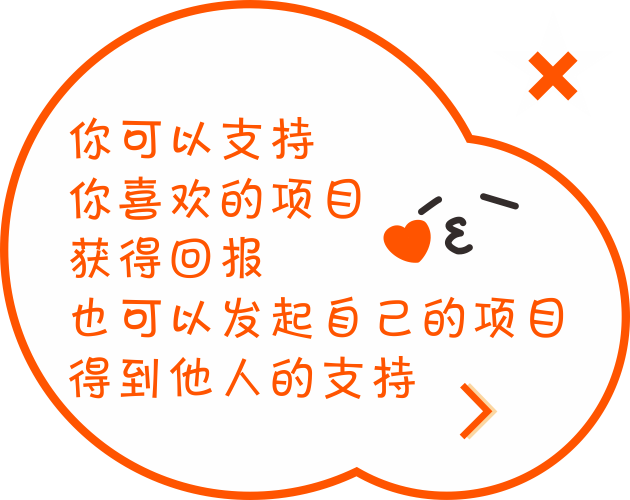 你可以支持
你喜欢的项目
获得回报
也可以发起自己的项目
得到他人的支持